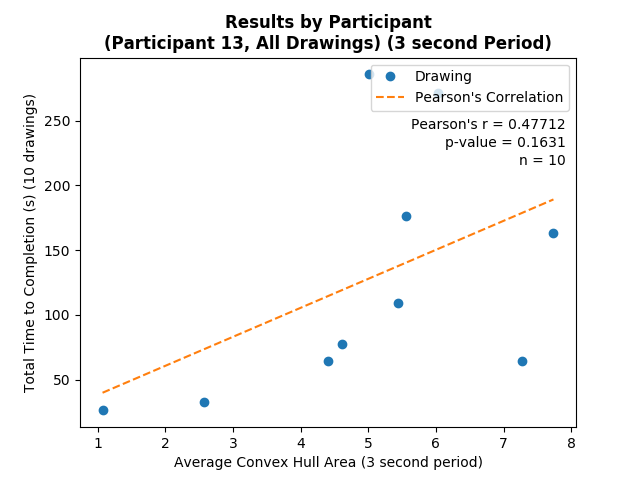 Results by Participant
(Participant 13, All Drawings) (3 second Period)
Drawing
Pearson's Correlation
Pearson's r = 0.47712
p-value = 0.1631
n = 10
Total Time to Completion (s) (10 drawings)
250
200
150
100
50
1 2 3 4 5 6 7 8
Average Convex Hull Area (3 second period)